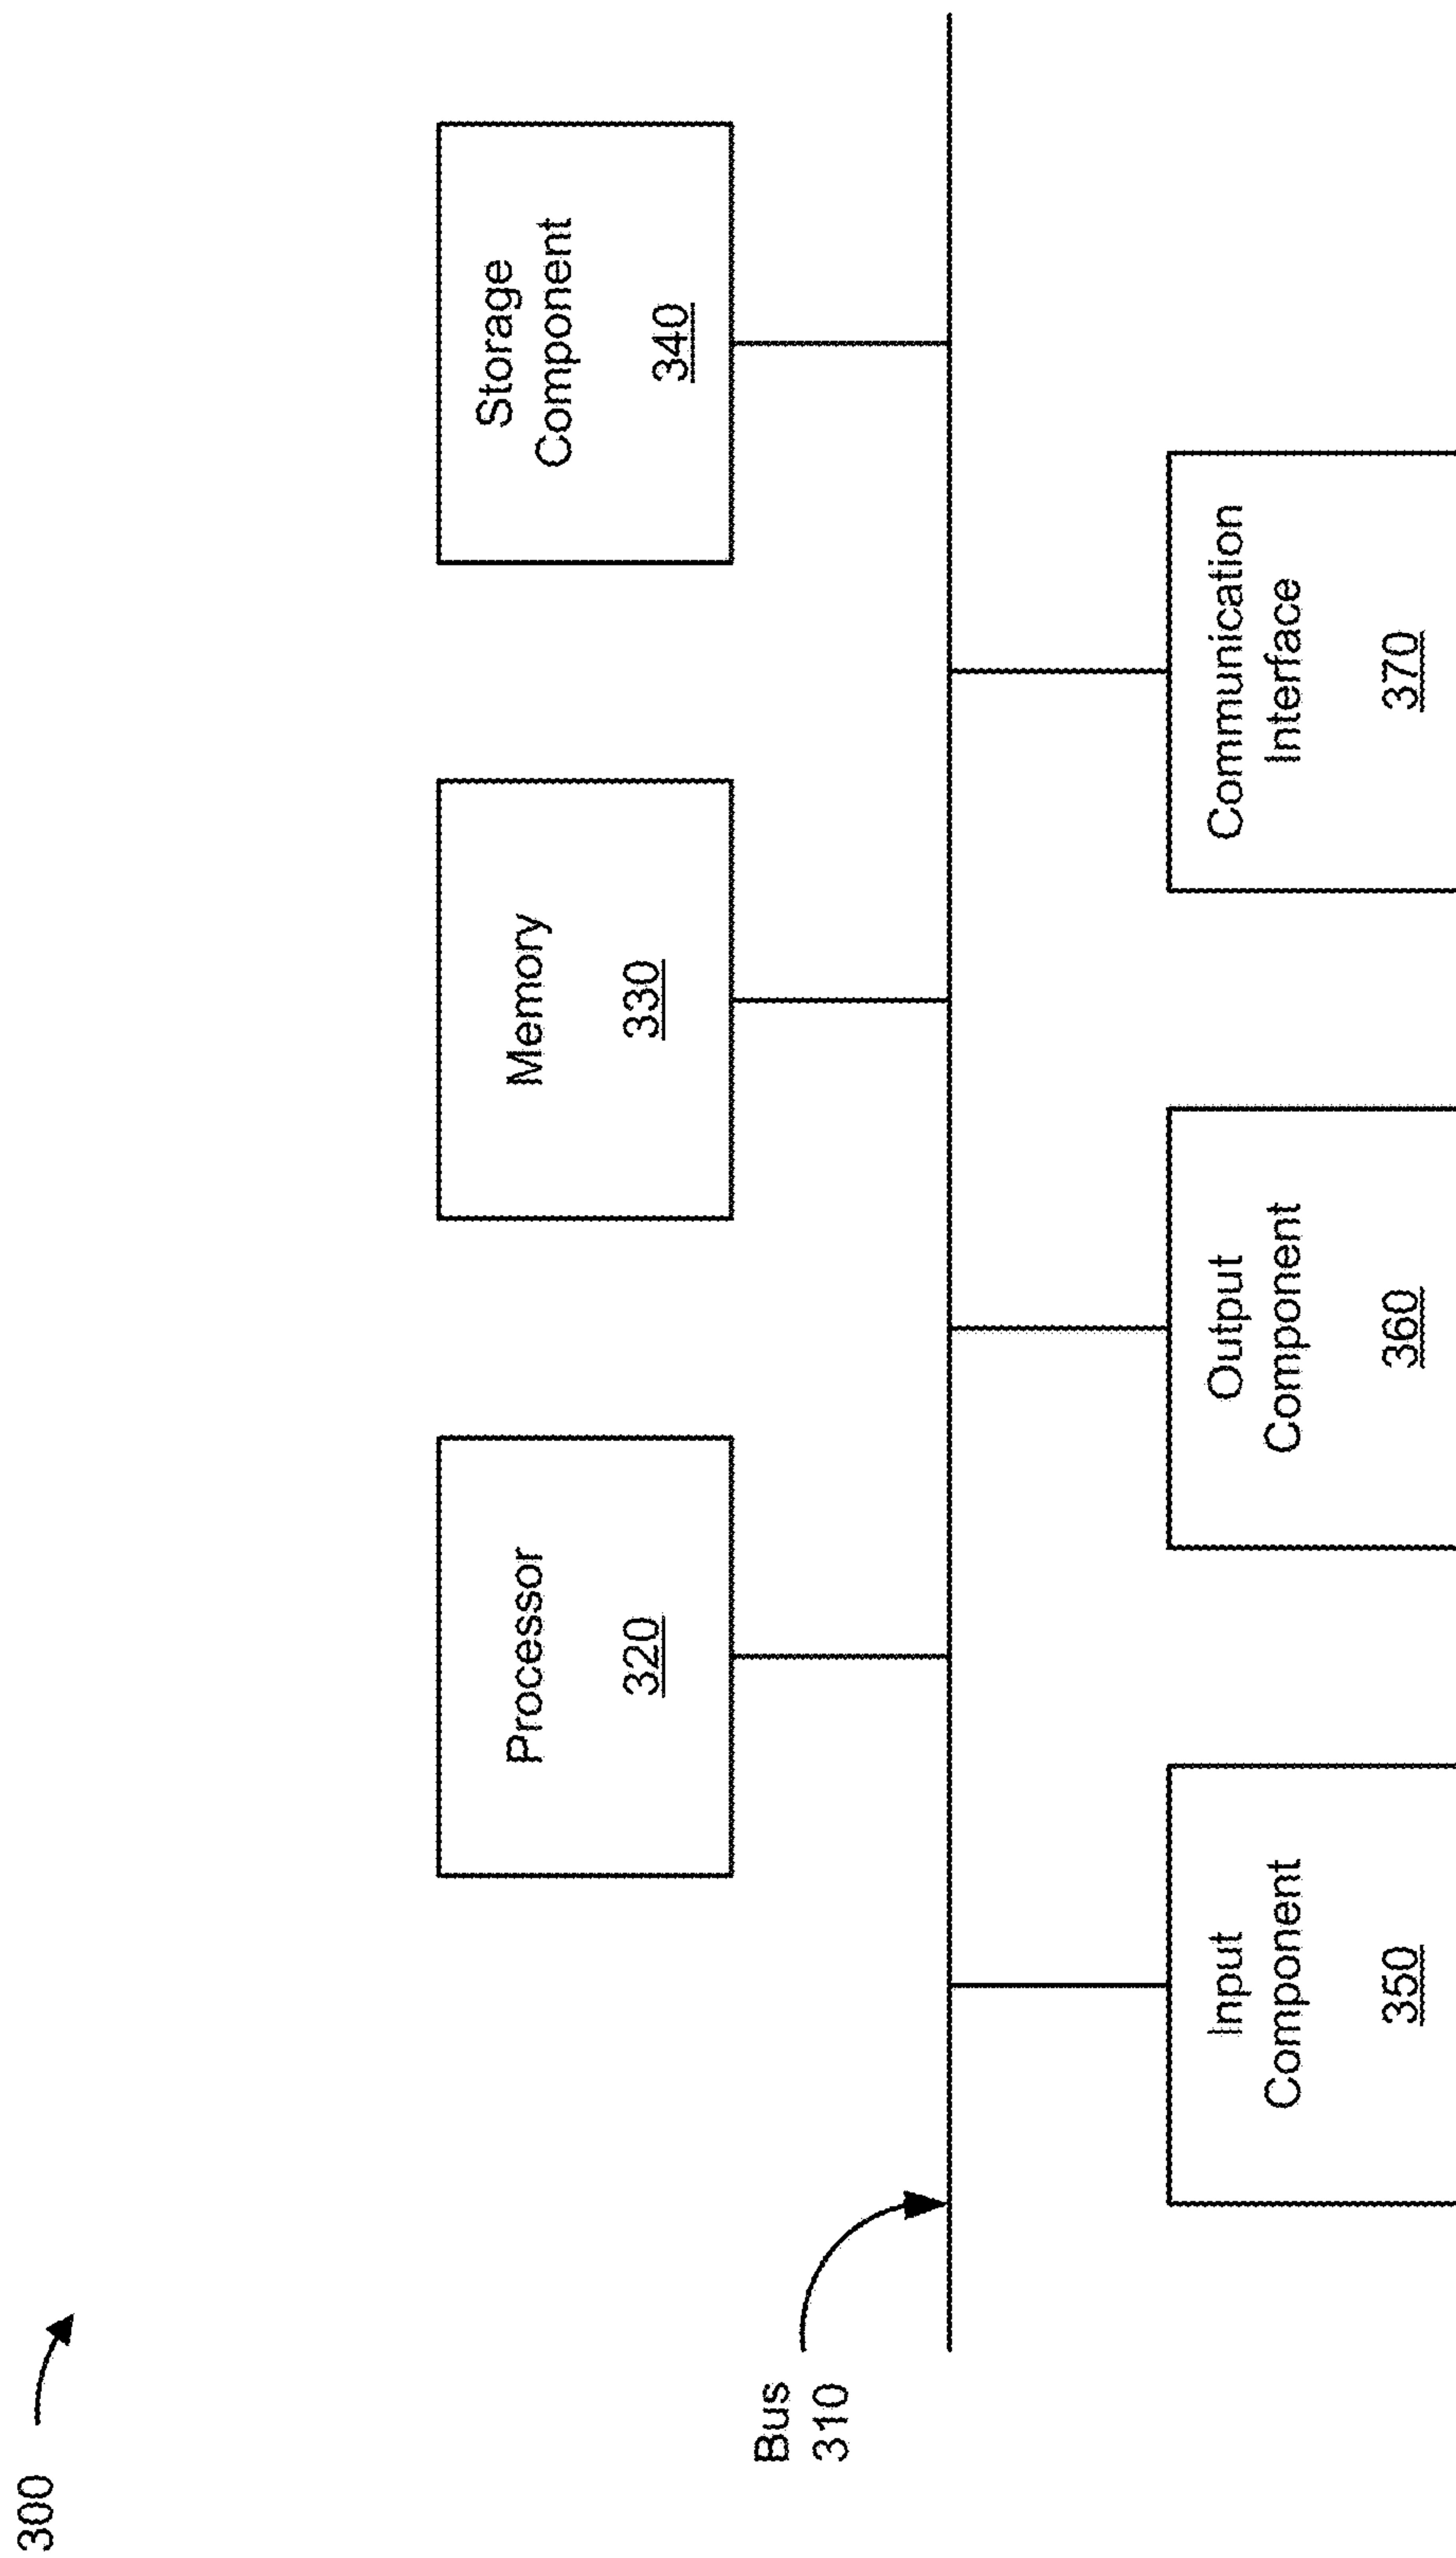 300
Processor
320
Memory
330
Storage
Component
340
Bus
310
Input
Component
350
Output
Component
360
Communication
Interface
370